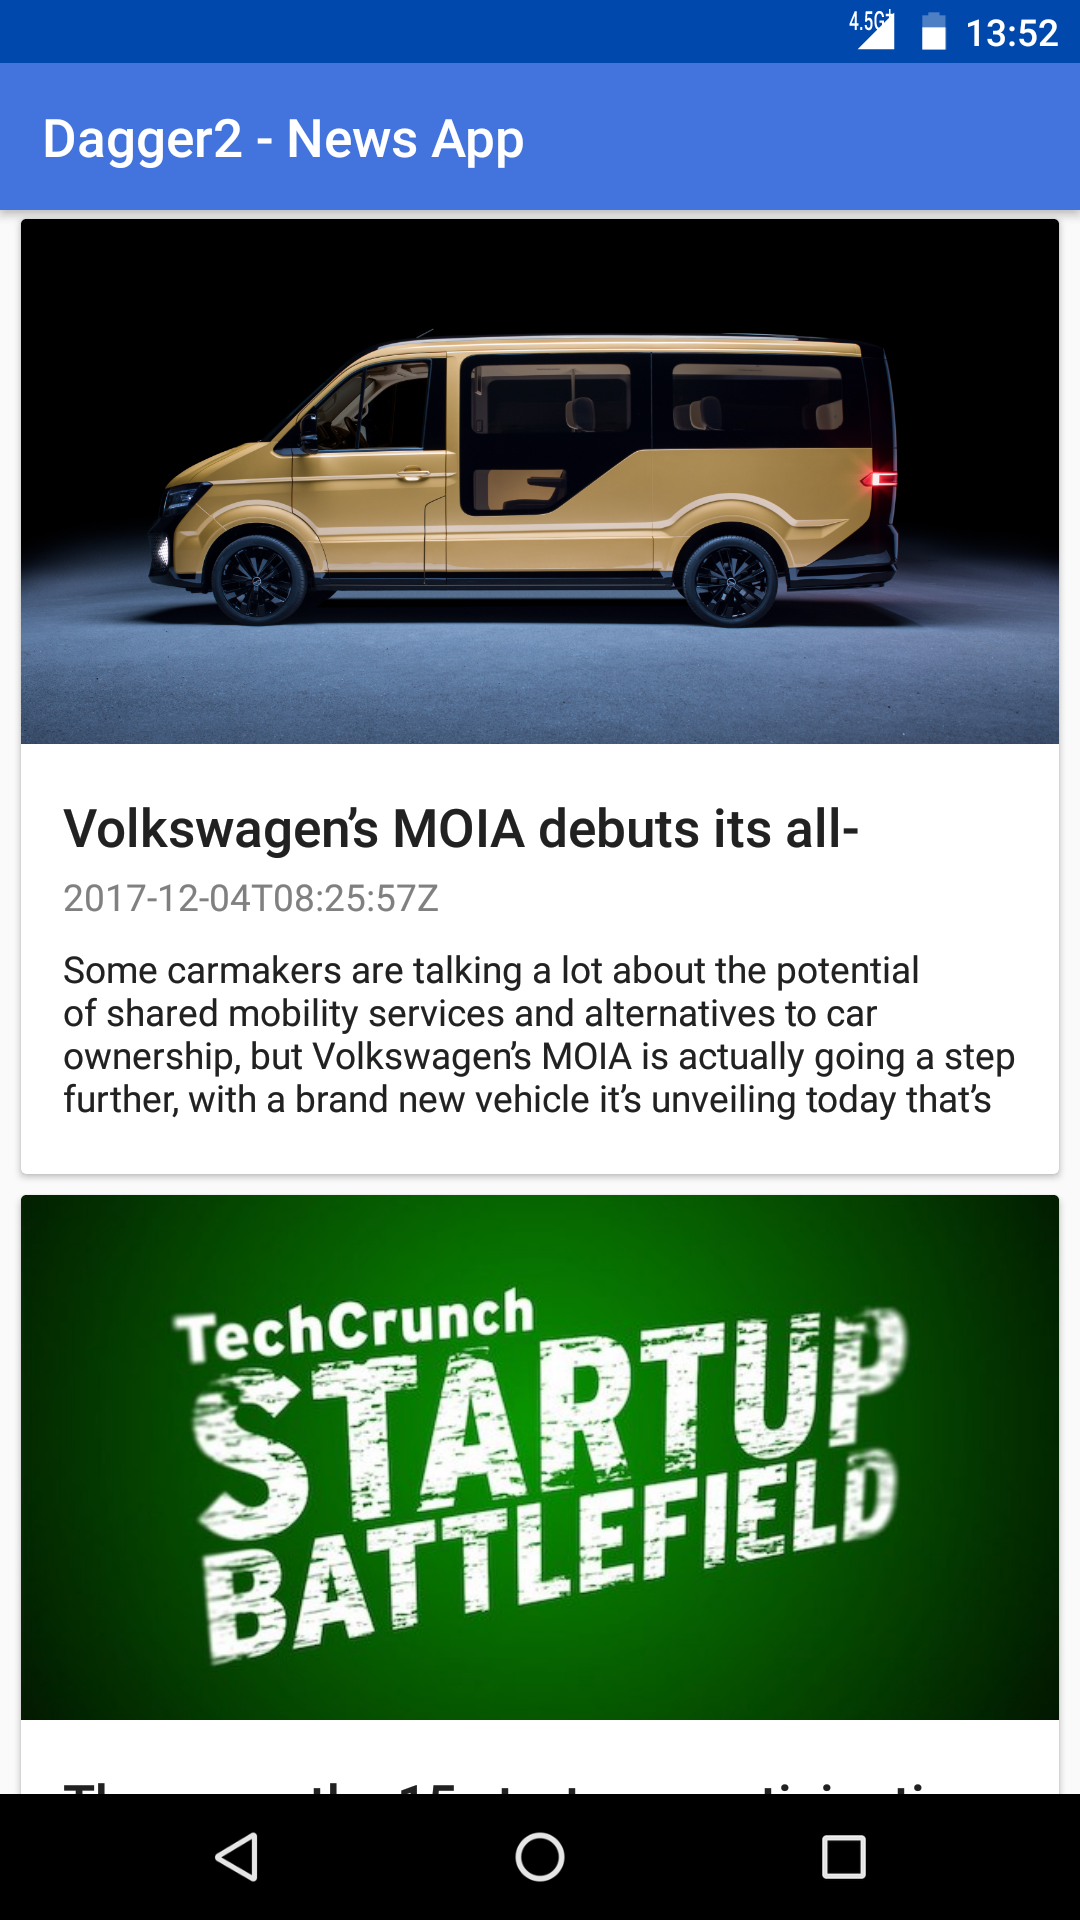 4.5G+ 13:52
Dagger2 - News App
Volkswagen’s MOIA debuts its all-
2017-12-04T08:25:57Z
Some carmakers are talking a lot about the potential
of shared mobility services and alternatives to car
ownership, but Volkswagen’s MOIA is actually going a step
further, with a brand new vehicle it’s unveiling today that’s
TechCrunch
STARTUP
BATTLEFIELD